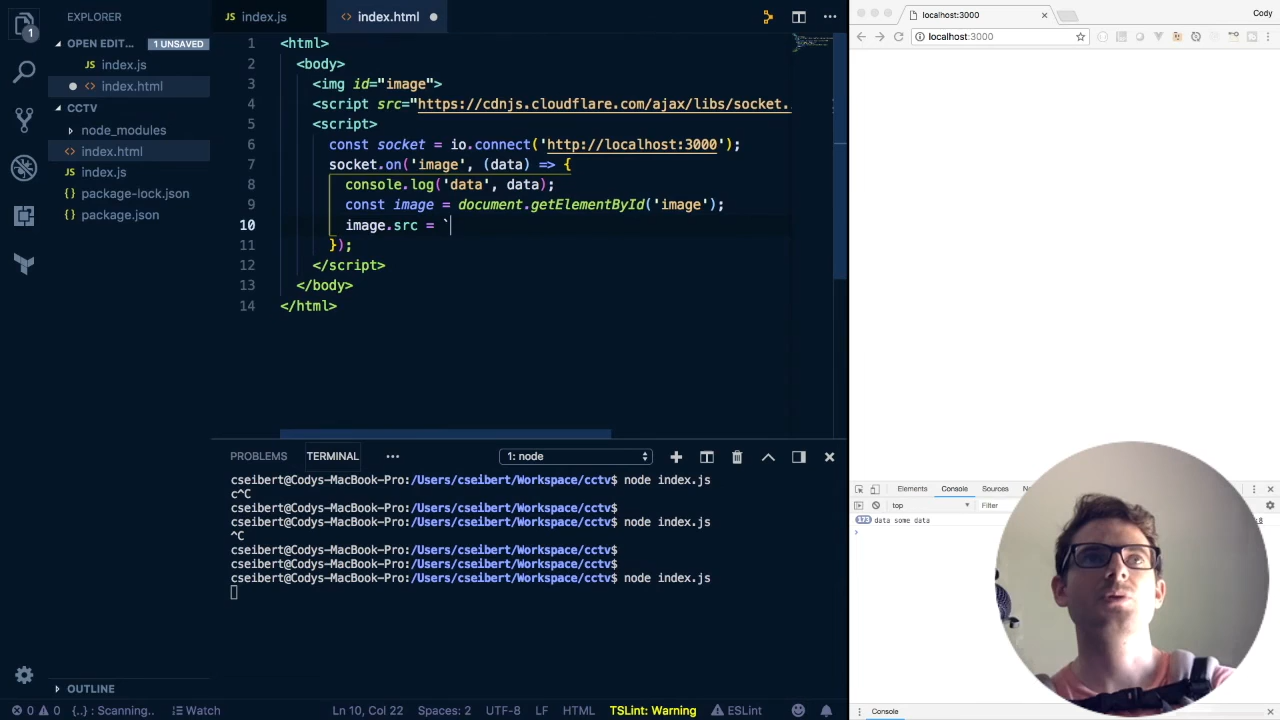 EXPLORER
index.js
index.html
localhost:3000
Cody
1
OPEN EDIT...
1 UNSAVED
localhost:3000
index.js
index.html
CCTV
node_modules
index.html
index.js
package-lock.json
package.json
1 <html>
2 <body>
3 <img id="image">
4 <script src="https://cdnjs.cloudflare.com/ajax/libs/socket.
5 <script>
6 const socket = io.connect('http://localhost:3000');
7 socket.on('image', (data) => {
8 console.log('data', data);
9 const image = document.getElementById('image');
10 image.src = `
11 });
12 </script>
13 </body>
14 </html>
PROBLEMS TERMINAL ... 1: node
cseibert@Codys-MacBook-Pro:/Users/cseibert/Workspace/cctv$ node index.js
c^C
cseibert@Codys-MacBook-Pro:/Users/cseibert/Workspace/cctv$
cseibert@Codys-MacBook-Pro:/Users/cseibert/Workspace/cctv$ node index.js
^C
cseibert@Codys-MacBook-Pro:/Users/cseibert/Workspace/cctv$
cseibert@Codys-MacBook-Pro:/Users/cseibert/Workspace/cctv$
cseibert@Codys-MacBook-Pro:/Users/cseibert/Workspace/cctv$ node index.js
Elements Console Sources
top Filter
173 data some data :8
OUTLINE
0 0 {..} : Scanning... Watch Ln 10, Col 22 Spaces: 2 UTF-8 LF HTML TSLint: Warning ESLint
Console